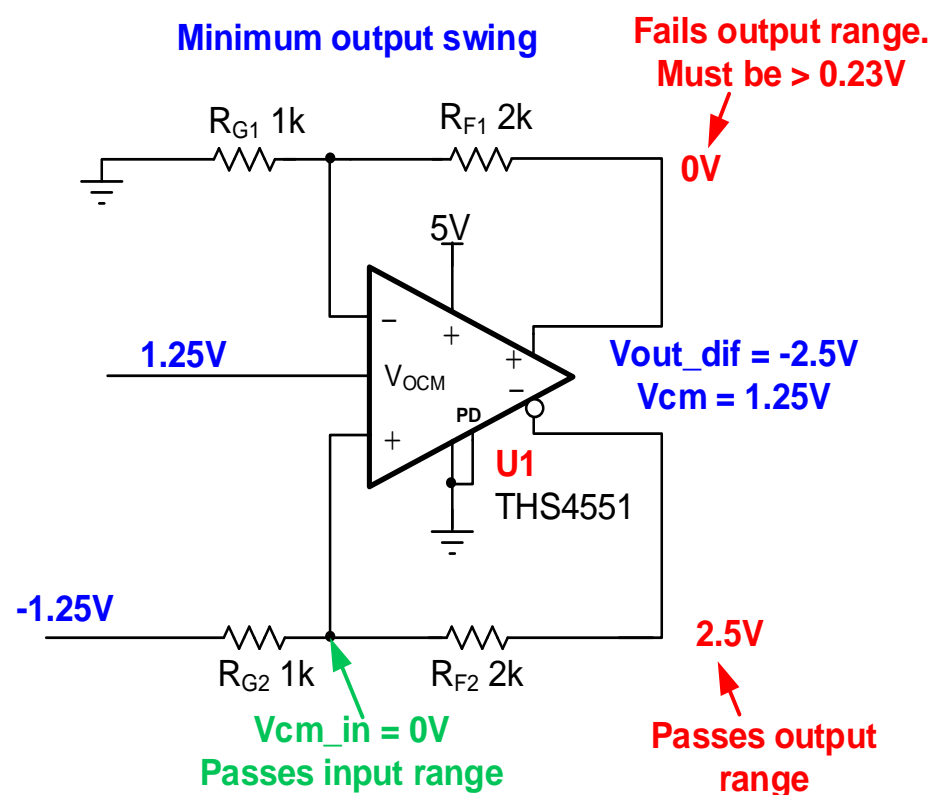 Minimum output swing
Fails output range.
Must be > 0.23V
RG1 1k
RF1 2k
0V
5V
−
+
+
1.25V
VOCM
−
Vout_dif = -2.5V
Vcm = 1.25V
PD
+
U1
THS4551
-1.25V
2.5V
RG2 1k
RF2 2k
Vcm_in = 0V
Passes input range
Passes output
range